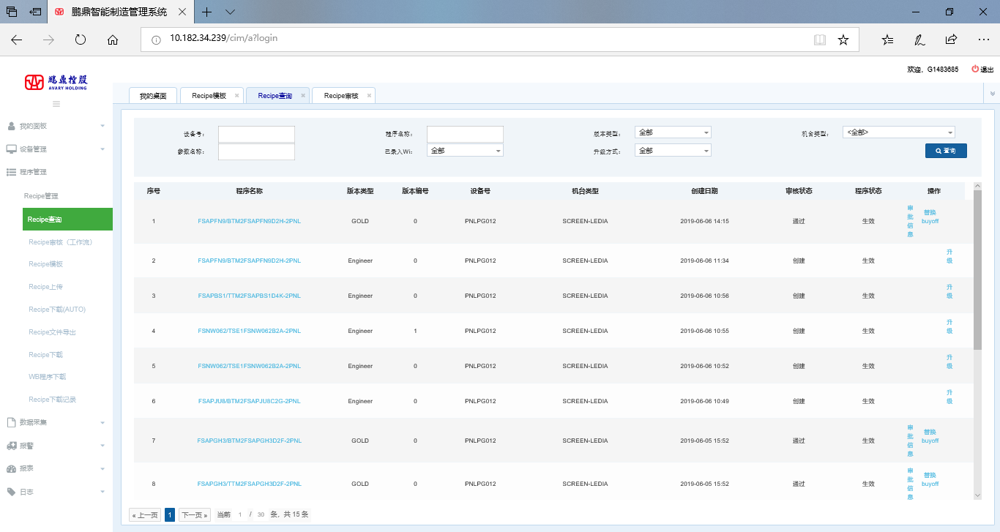 鹏鼎智能制造管理系统
10.182.34.239/cim/a?login
欢迎，G1483685 退出
鹏鼎控股
AVARY HOLDING
我的桌面 Recipe模板 Recipe查询 Recipe审核
我的面板
设备管理
程序管理
Recipe管理
Recipe查询
Recipe审核（工作流）
Recipe模板
Recipe上传
Recipe下载(AUTO)
Recipe文件导出
Recipe下载
WB程序下载
Recipe下载记录
数据采集
报警
报表
日志
设备号： 程序名称： 版本类型： 全部 机台类型： <全部>
参数名称： 已录入Wi： 全部 升级方式： 全部 查询
序号 程序名称 版本类型 版本编号 设备号 机台类型 创建日期 审核状态 程序状态 操作
1 FSAPFN9/BTM2FSAPFN9D2H-2PNL GOLD 0 PNLPG012 SCREEN-LEDIA 2019-06-06 14:15 通过 生效 审批信息 替换buyoff
2 FSAPFN9/BTM2FSAPFN9D2H-2PNL Engineer 0 PNLPG012 SCREEN-LEDIA 2019-06-06 11:34 创建 生效 升级
3 FSAPBS1/TTM2FSAPBS1D4K-2PNL Engineer 0 PNLPG012 SCREEN-LEDIA 2019-06-06 10:56 创建 生效 升级
4 FSNW062/TSE1FSNW062B2A-2PNL Engineer 1 PNLPG012 SCREEN-LEDIA 2019-06-06 10:55 创建 生效 升级
5 FSNW062/TSE1FSNW062B2A-2PNL Engineer 0 PNLPG012 SCREEN-LEDIA 2019-06-06 10:52 创建 生效 升级
6 FSAPJU8/BTM2FSAPJU8C2G-2PNL Engineer 0 PNLPG012 SCREEN-LEDIA 2019-06-06 10:49 创建 生效 升级
7 FSAPGH3/BTM2FSAPGH3D2F-2PNL GOLD 0 PNLPG012 SCREEN-LEDIA 2019-06-05 15:52 通过 生效 审批信息 替换buyoff
8 FSAPGH3/TTM2FSAPGH3D2F-2PNL GOLD 0 PNLPG012 SCREEN-LEDIA 2019-06-05 15:52 通过 生效 审批信息 替换buyoff
« 上一页 1 下一页 » 当前 1 / 30 条，共 15 条